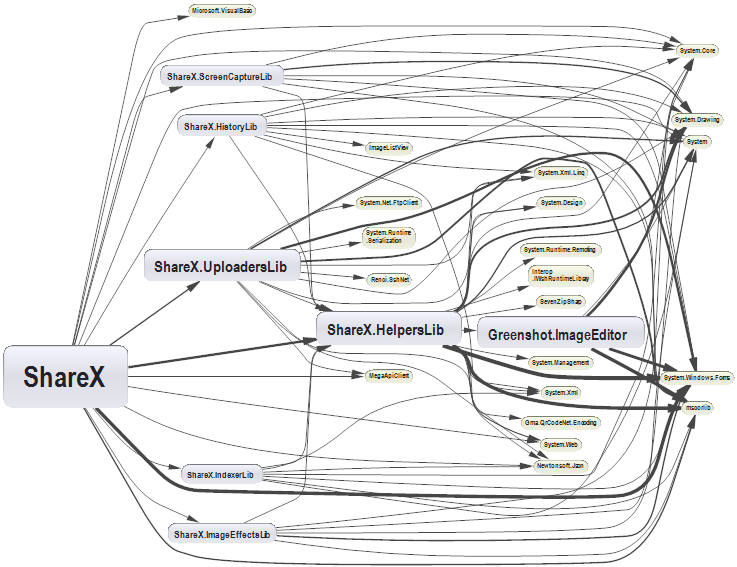 Microsoft.VisualBasic
System.Core
ShareX.ScreenCaptureLib
System.Drawing
ShareX.HistoryLib
System
ImageListView
System.Xml.Linq
System.Net.FtpClient
System.Design
System.Runtime
.Serialization
System.Runtime.Remoting
ShareX.UploadersLib
Renci.SshNet
Interop
.IWshRuntimeLibrary
SevenZipSharp
ShareX.HelpersLib
Greenshot.ImageEditor
System.Management
ShareX
MegaApiClient
System.Windows.Forms
System.Xml
mscorlib
Gma.QrCodeNet.Encoding
System.Web
ShareX.IndexerLib
Newtonsoft.Json
ShareX.ImageEffectsLib